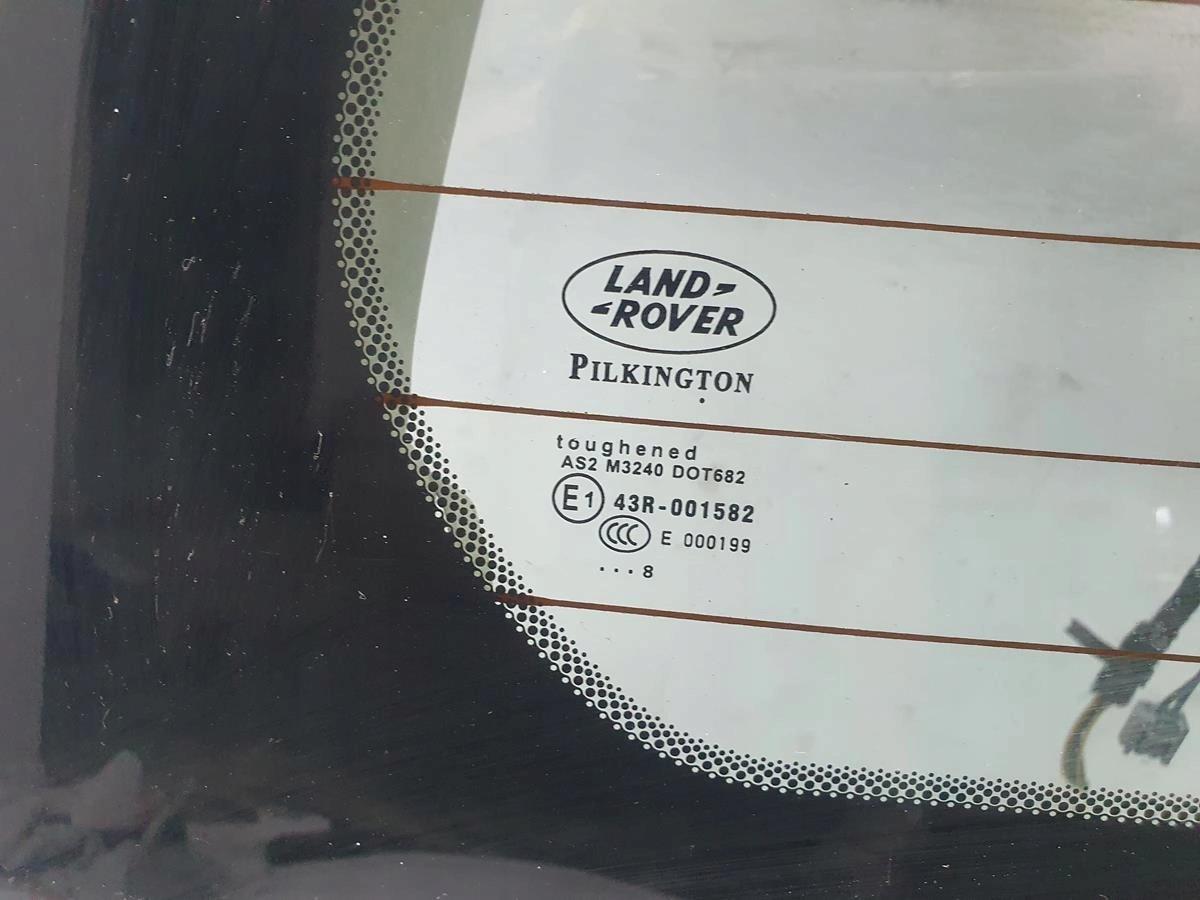 LAND
ROVER
PILKINGTON
toughened
AS2 M3240 DOT682
E1 43R-001582
CCC E 000199
...8